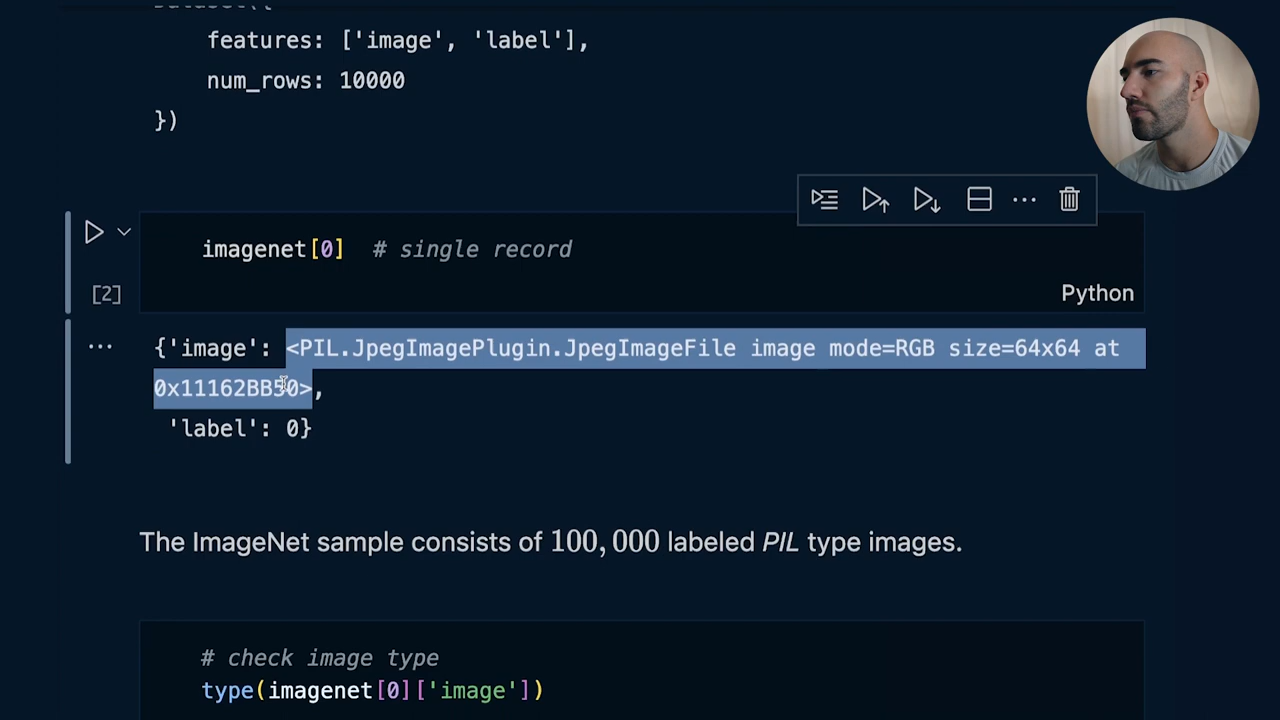 Dataset({
features: ['image', 'label'],
num_rows: 10000
})
imagenet[0]  # single record
[2]
Python
{'image': <PIL.JpegImagePlugin.JpegImageFile image mode=RGB size=64x64 at
0x11162BB50>,
'label': 0}
The ImageNet sample consists of 100,000 labeled PIL type images.
# check image type
type(imagenet[0]['image'])